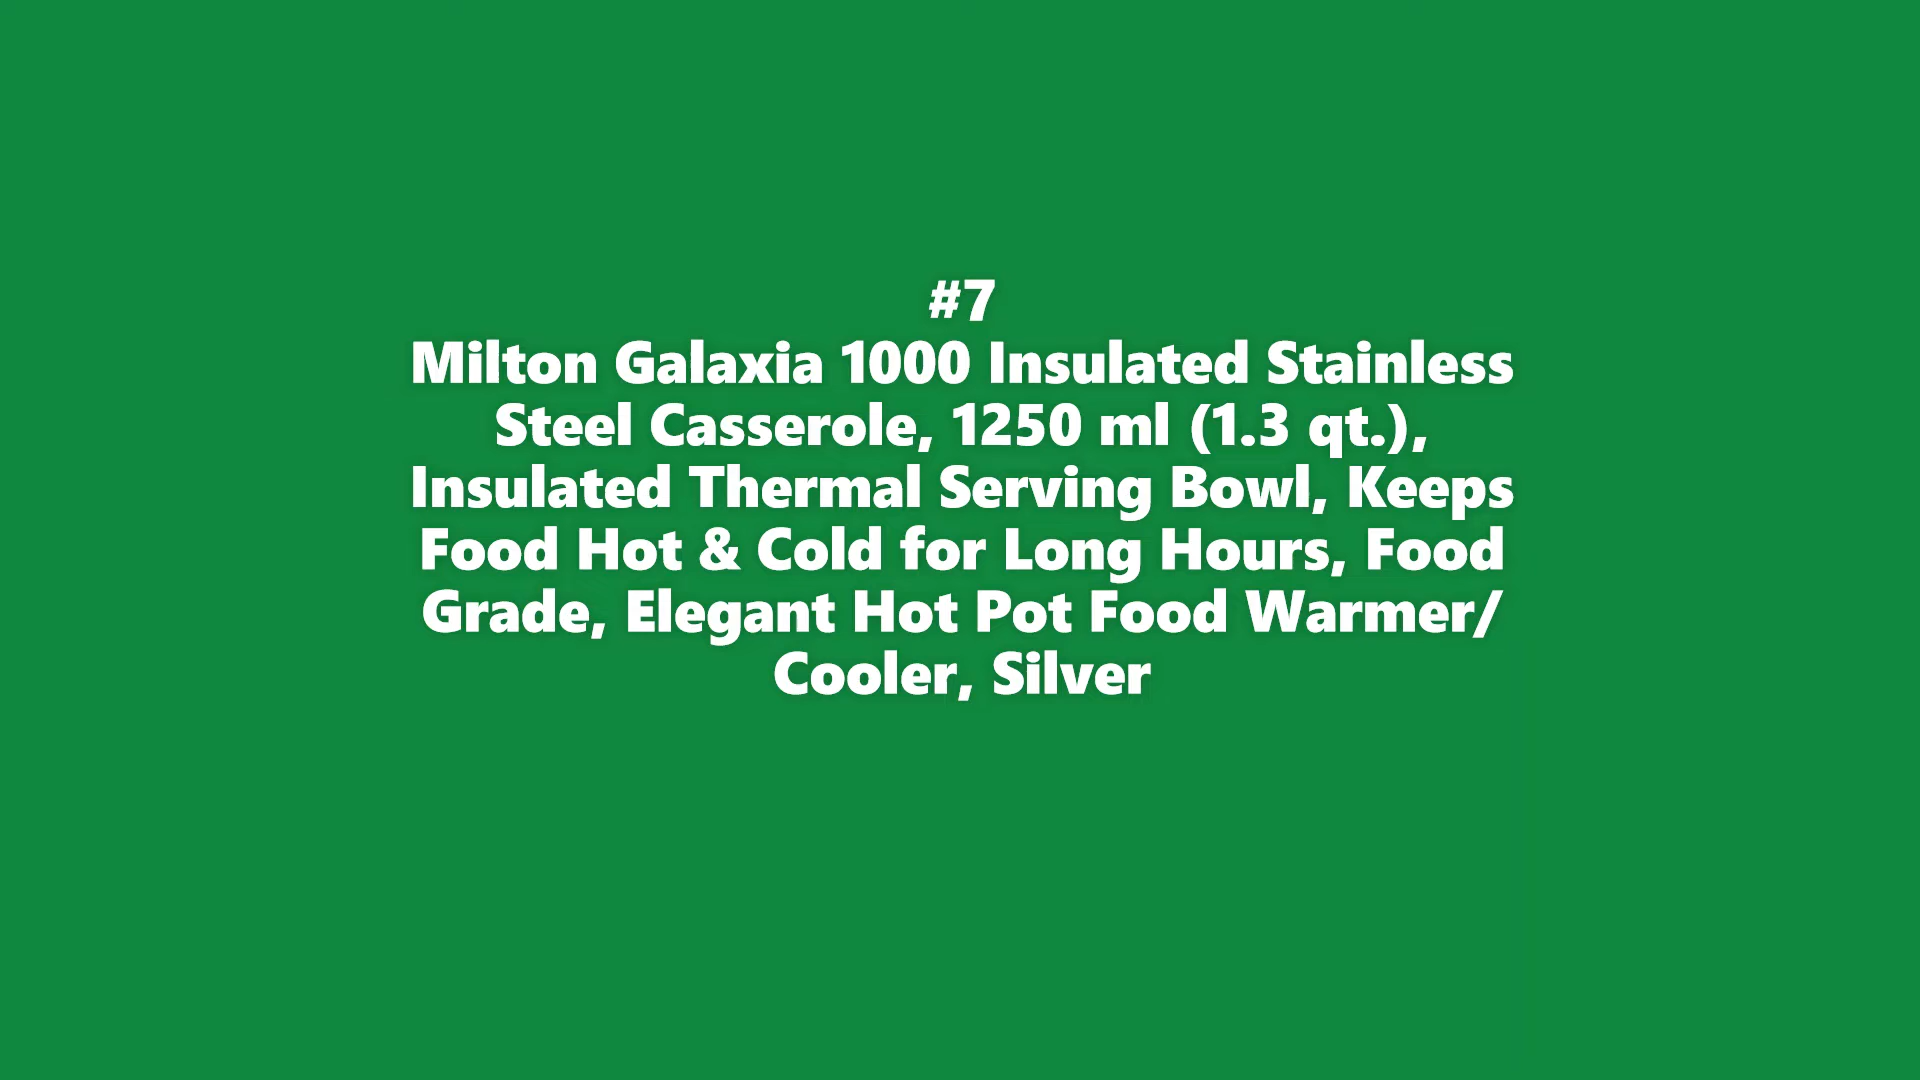 #7
Milton Galaxia 1000 Insulated Stainless
Steel Casserole, 1250 ml (1.3 qt.),
Insulated Thermal Serving Bowl, Keeps
Food Hot & Cold for Long Hours, Food
Grade, Elegant Hot Pot Food Warmer/
Cooler, Silver